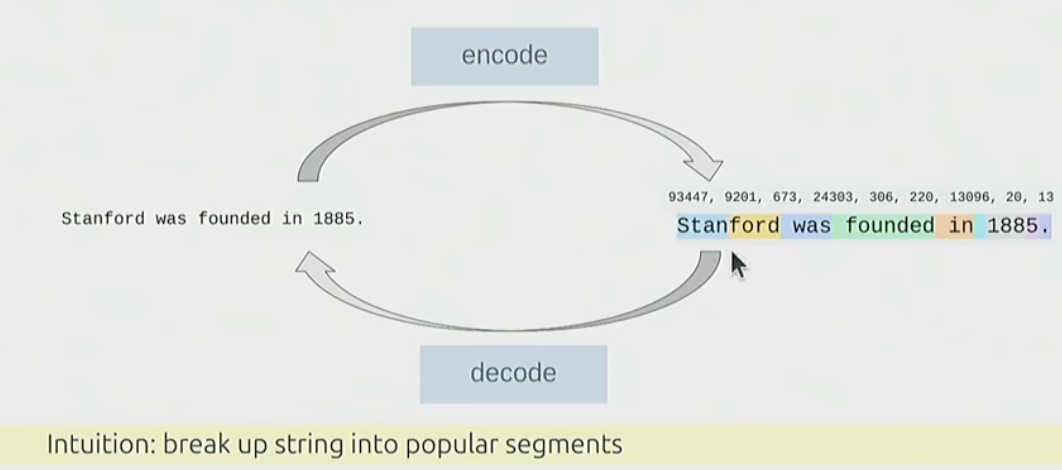 encode
93447, 9201, 673, 24303, 306, 220, 13096, 20, 13
Stanford was founded in 1885.
Stanford was founded in 1885.
decode
Intuition: break up string into popular segments